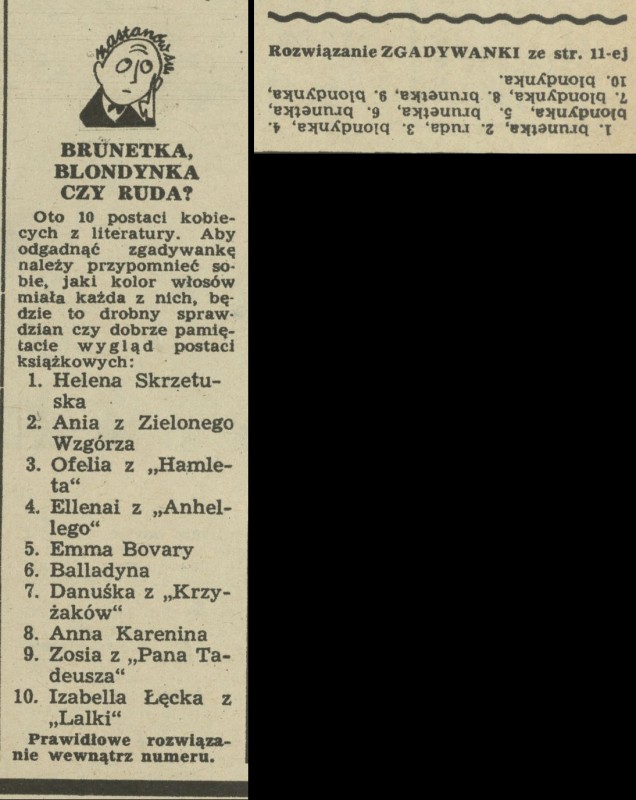 zastanów się
BRUNETKA,
BLONDYNKA
CZY RUDA?
Oto 10 postaci kobie-
cych z literatury. Aby
odgadnąć zgadywankę
należy przypomnieć so-
bie, jaki kolor włosów
miała każda z nich, bę-
dzie to drobny spraw-
dzian czy dobrze pamię-
tacie wygląd postaci
książkowych:
1. Helena Skrzetu-
ska
2. Ania z Zielonego
Wzgórza
3. Ofelia z „Hamle-
ta“
4. Ellenai z „Anhel-
lego“
5. Emma Bovary
6. Balladyna
7. Danuśka z „Krzy-
żaków“
8. Anna Karenina
9. Zosia z „Pana Ta-
deusza“
10. Izabella Łęcka z
„Lalki“
Prawidłowe rozwiąza-
nie wewnątrz numeru.
Rozwiązanie ZGADYWANKI ze str. 11-ej
1. brunetka, 2. ruda, 3. blondynka, 4.
blondynka, 5. brunetka, 6. brunetka,
7. blondynka, 8. brunetka, 9. blondynka,
10. blondynka.